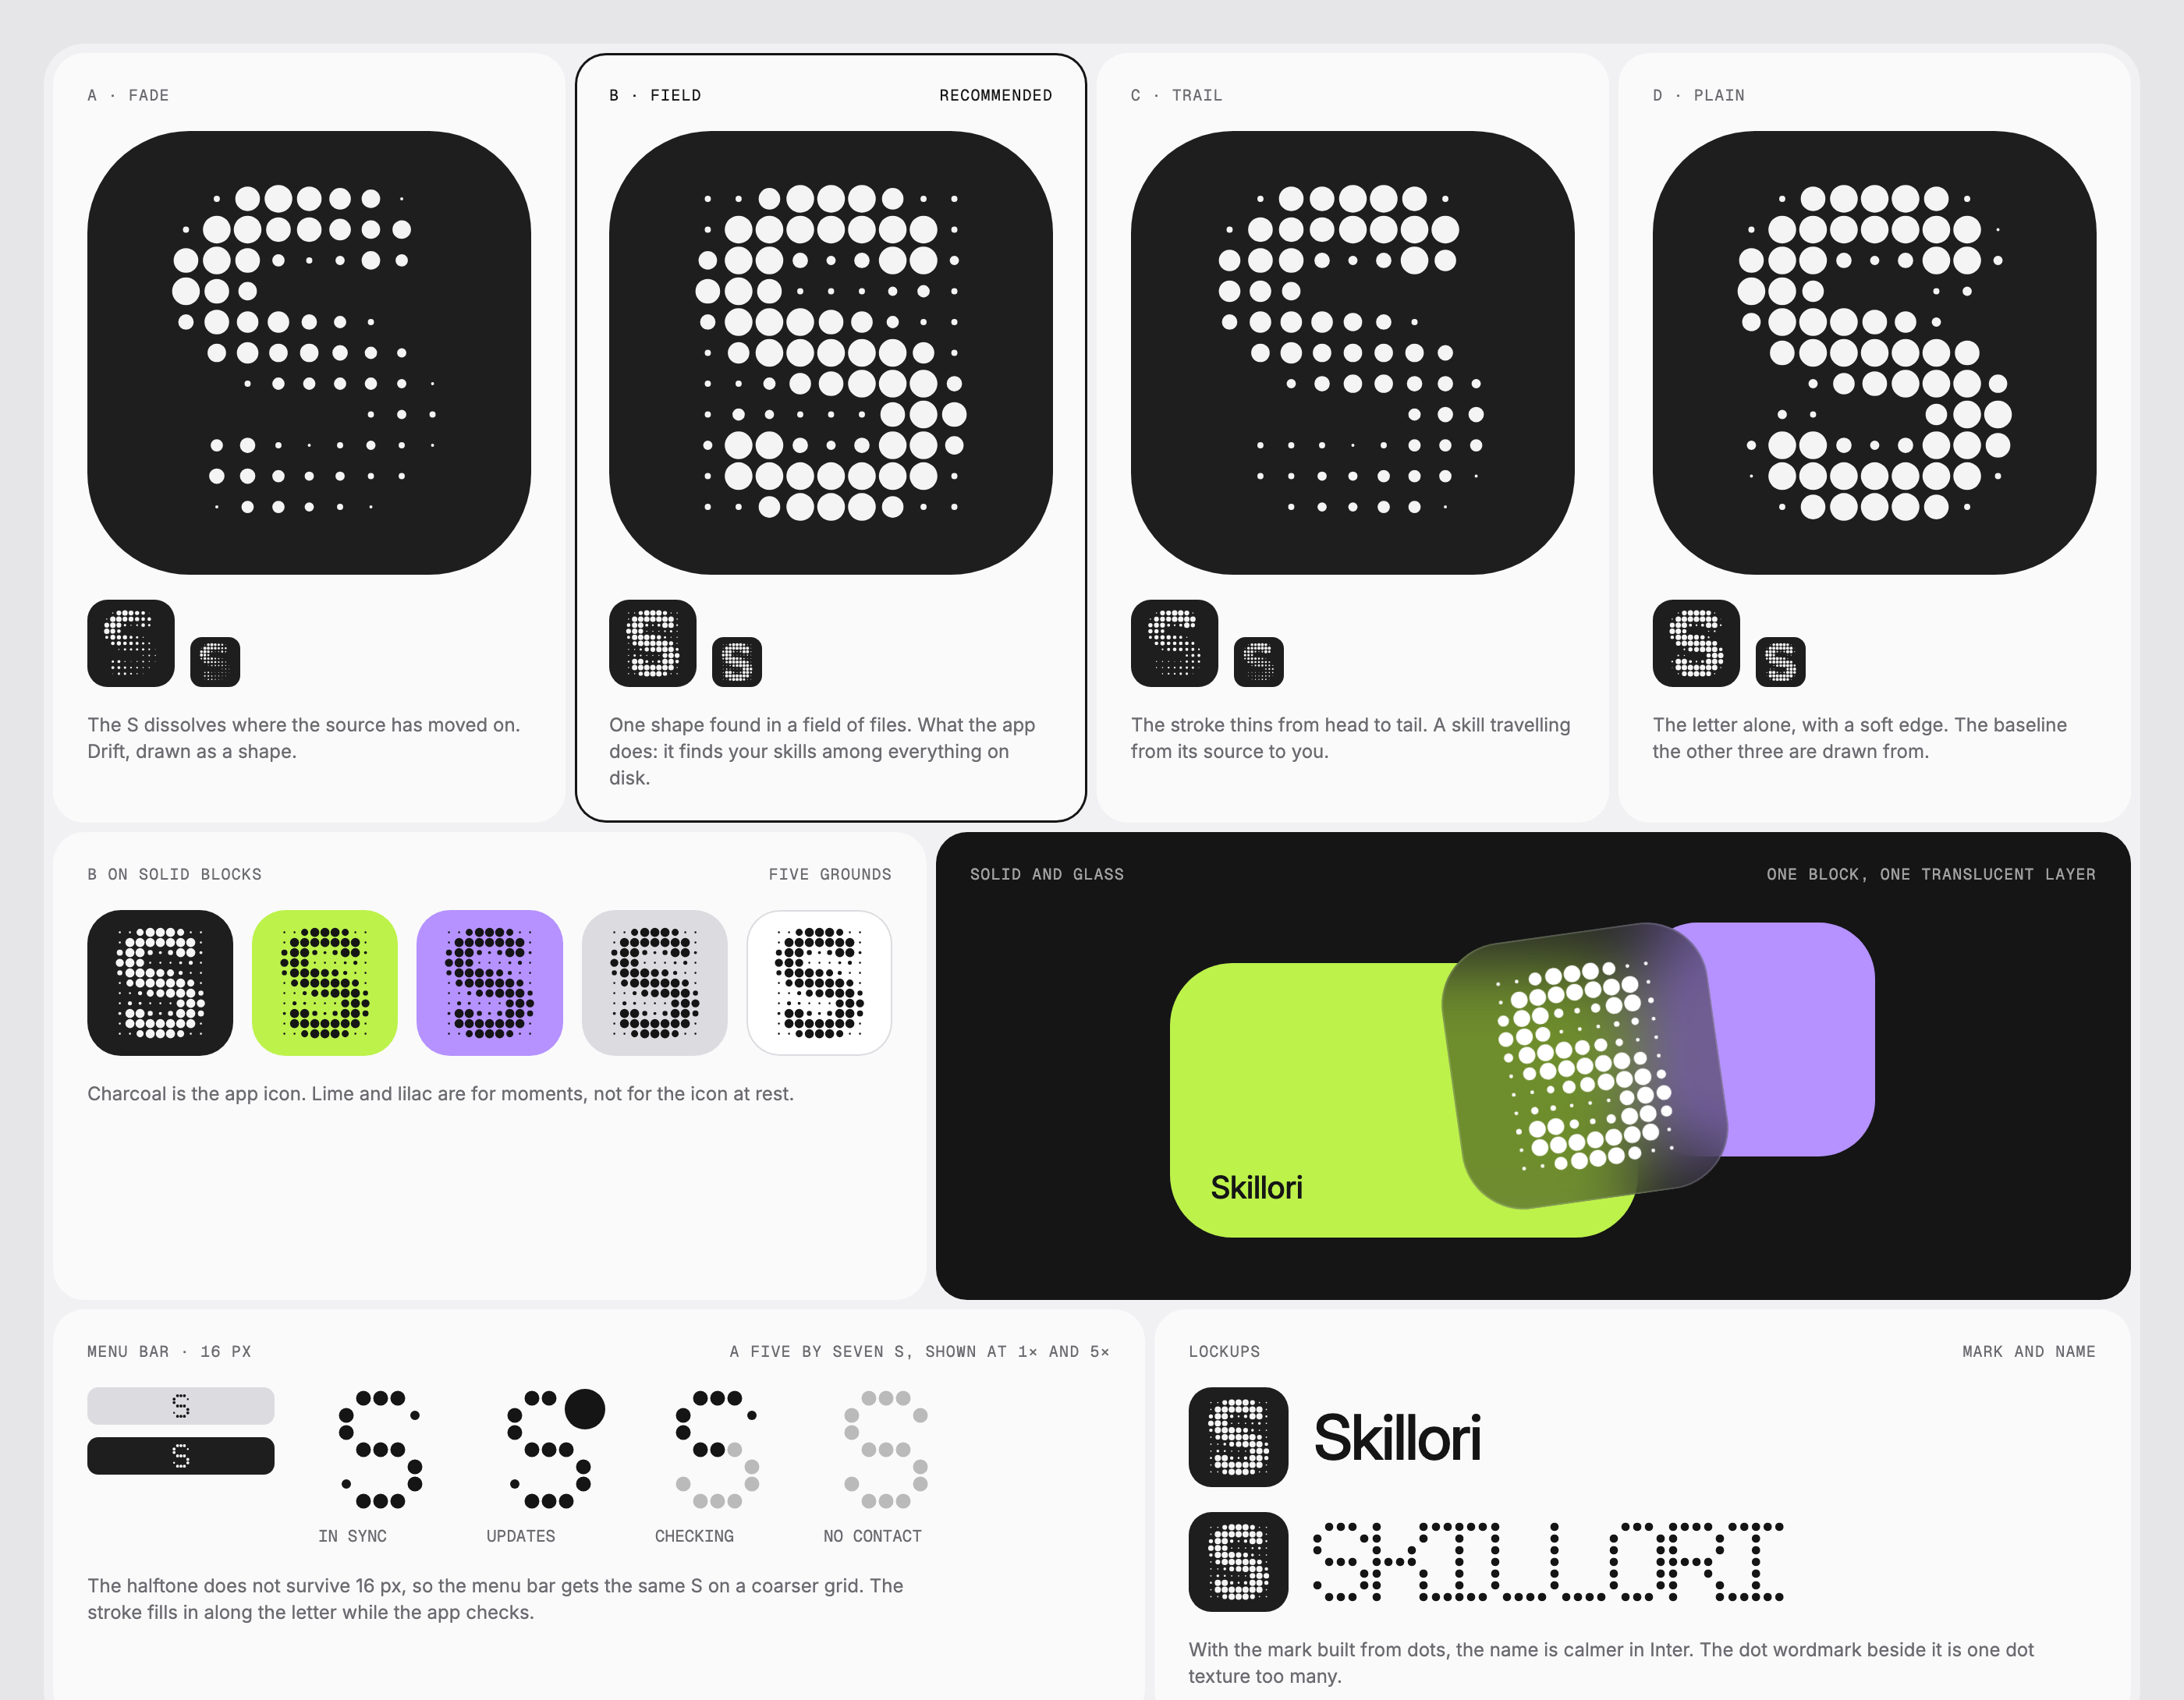 A · FADE
B · FIELD
RECOMMENDED
C · TRAIL
D · PLAIN
The S dissolves where the source has moved on.
Drift, drawn as a shape.
One shape found in a field of files. What the app
does: it finds your skills among everything on
disk.
The stroke thins from head to tail. A skill travelling
from its source to you.
The letter alone, with a soft edge. The baseline
the other three are drawn from.
B ON SOLID BLOCKS
FIVE GROUNDS
Charcoal is the app icon. Lime and lilac are for moments, not for the icon at rest.
SOLID AND GLASS
ONE BLOCK, ONE TRANSLUCENT LAYER
Skillori
MENU BAR · 16 PX
A FIVE BY SEVEN S, SHOWN AT 1× AND 5×
IN SYNC
UPDATES
CHECKING
NO CONTACT
The halftone does not survive 16 px, so the menu bar gets the same S on a coarser grid. The
stroke fills in along the letter while the app checks.
LOCKUPS
MARK AND NAME
Skillori
SKILLORI
With the mark built from dots, the name is calmer in Inter. The dot wordmark beside it is one dot
texture too many.